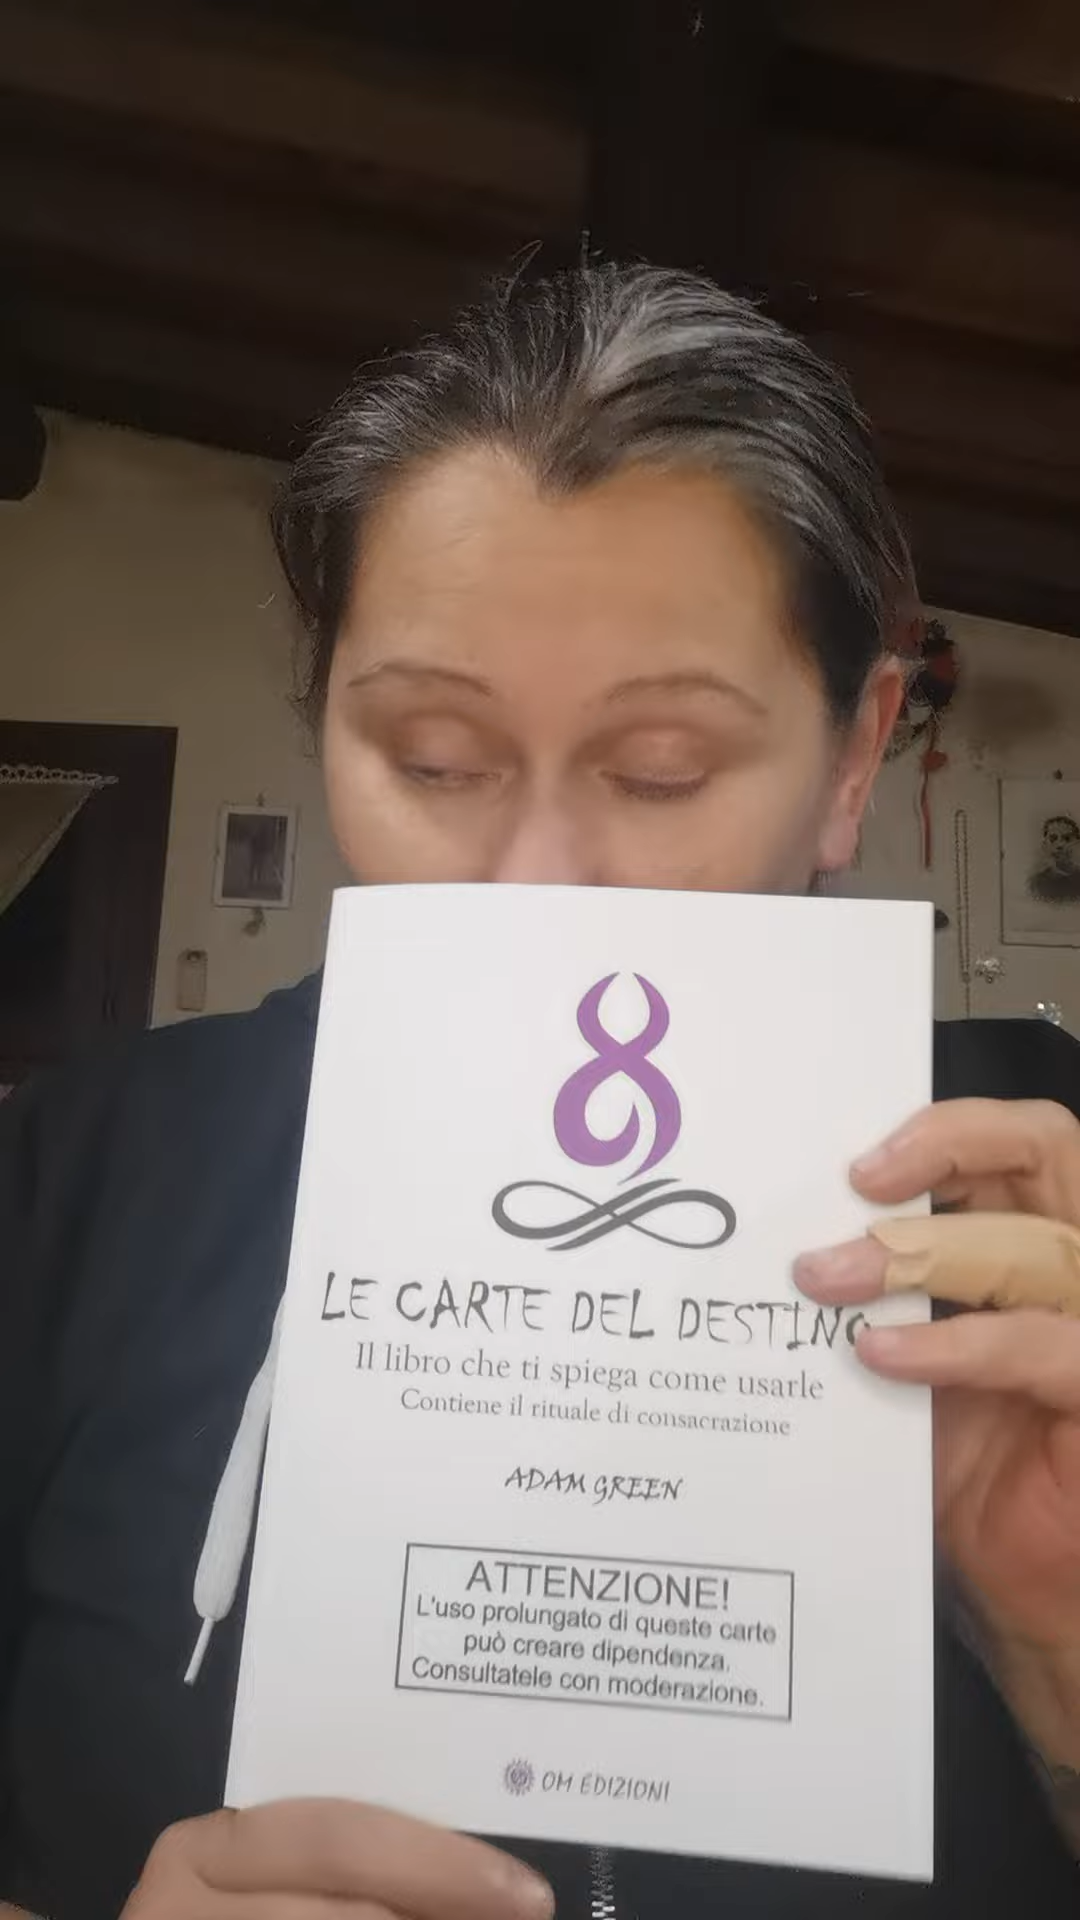 LE CARTE DEL DESTINO
Il libro che ti spiega come usarle
Contiene il rituale di consacrazione
ADAM GREEN
ATTENZIONE!
L'uso prolungato di queste carte
può creare dipendenza.
Consultatele con moderazione.
OM EDIZIONI